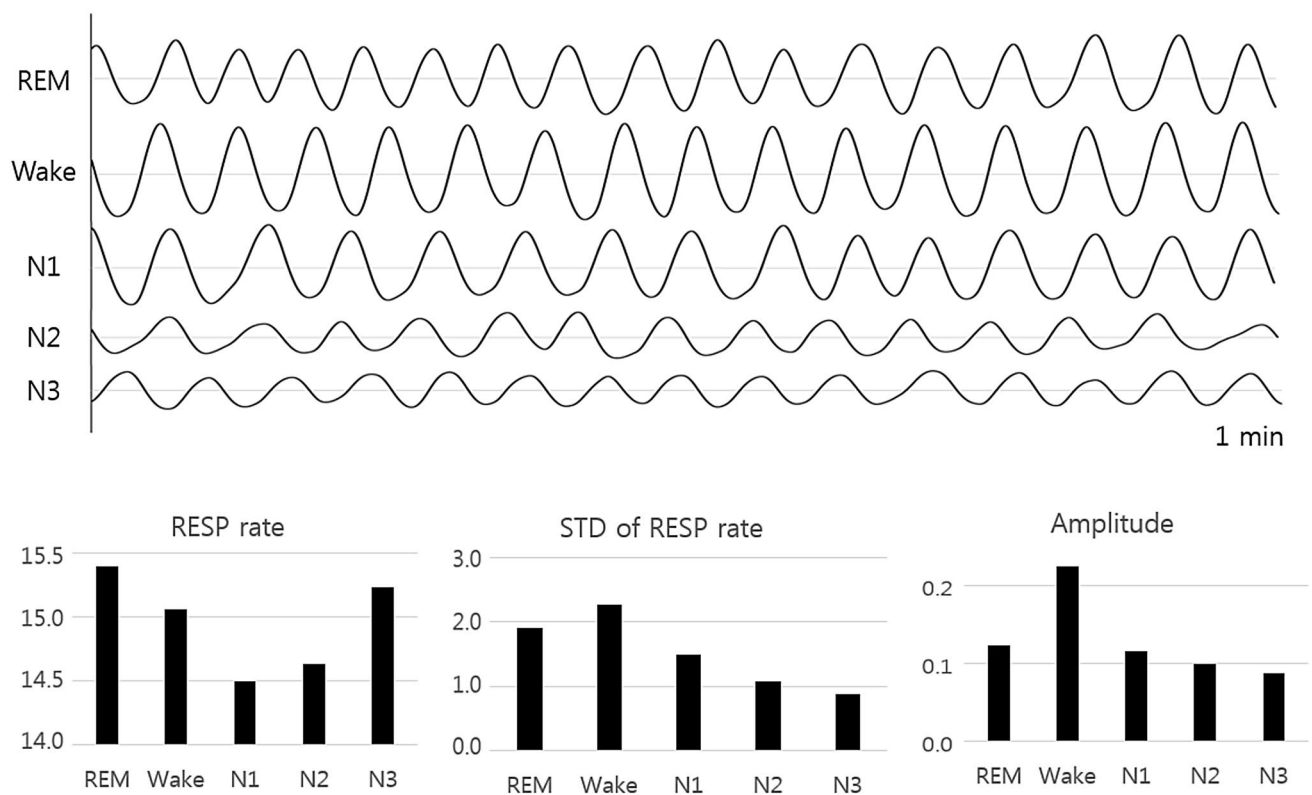 REM
Wake
N1
N2
N3
1 min
RESP rate
15.5
15.0
14.5
14.0
REM Wake N1 N2 N3
STD of RESP rate
3.0
2.0
1.0
0.0
REM Wake N1 N2 N3
Amplitude
0.2
0.1
0.0
REM Wake N1 N2 N3